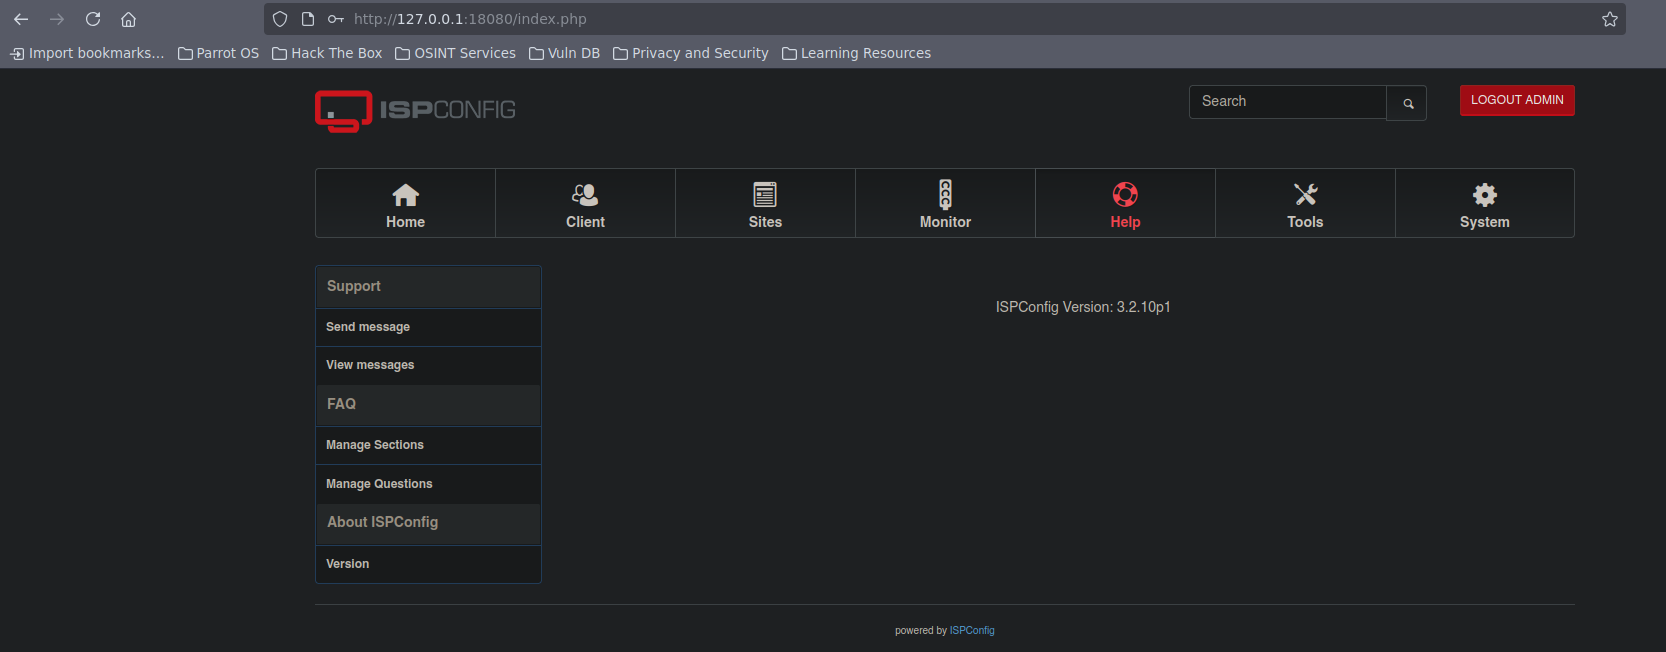 http://127.0.0.1:18080/index.php
Import bookmarks... Parrot OS Hack The Box OSINT Services Vuln DB Privacy and Security Learning Resources
ISPCONFIG Search LOGOUT ADMIN
Home Client Sites Monitor Help Tools System
Support
ISPConfig Version: 3.2.10p1
Send message
View messages
FAQ
Manage Sections
Manage Questions
About ISPConfig
Version
powered by ISPConfig